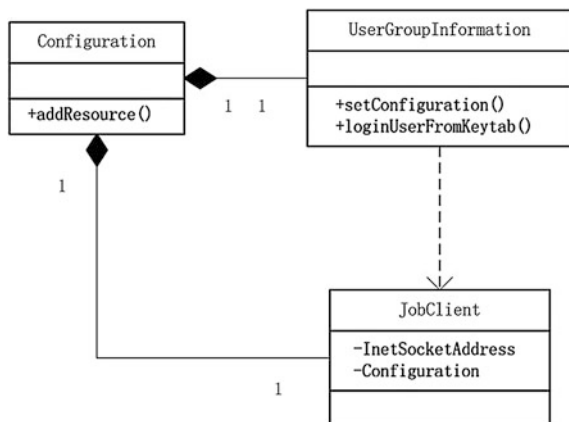 Configuration
+addResource()
1 1
1
UserGroupInformation
+setConfiguration()
+loginUserFromKeytab()
JobClient
-InetSocketAddress
-Configuration
1